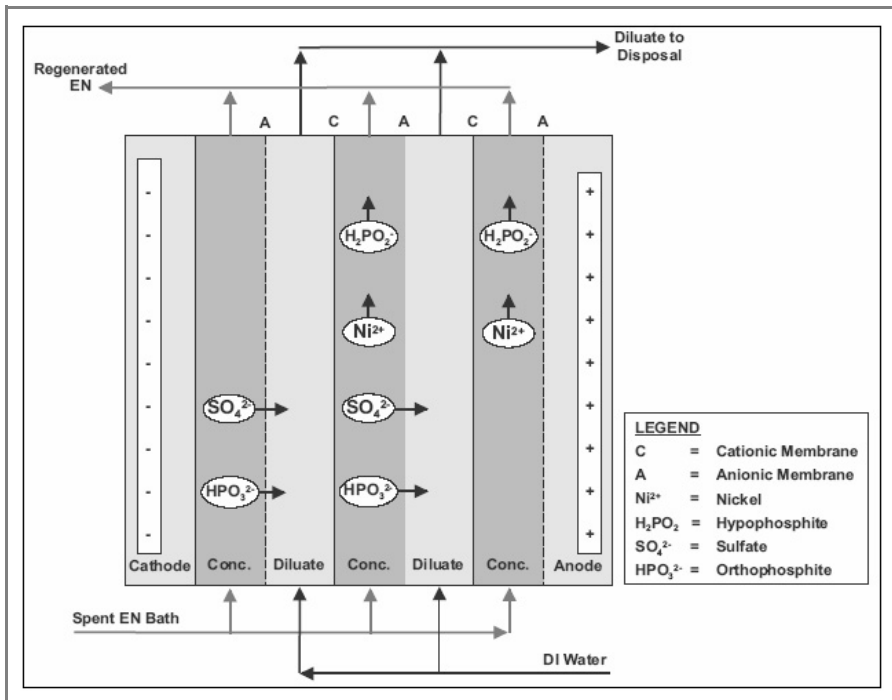 Diluate to
Disposal
Regenerated
EN
A C A C A
H₂PO₂⁻ H₂PO₂⁻
Ni²⁺ Ni²⁺
SO₄²⁻ SO₄²⁻
HPO₃²⁻ HPO₃²⁻
- - - - - - - - -
+ + + + + + + + +
Cathode Conc. Diluate Conc. Diluate Conc. Anode
Spent EN Bath
DI Water
LEGEND
C = Cationic Membrane
A = Anionic Membrane
Ni²⁺ = Nickel
H₂PO₂ = Hypophosphite
SO₄²⁻ = Sulfate
HPO₃²⁻ = Orthophosphite